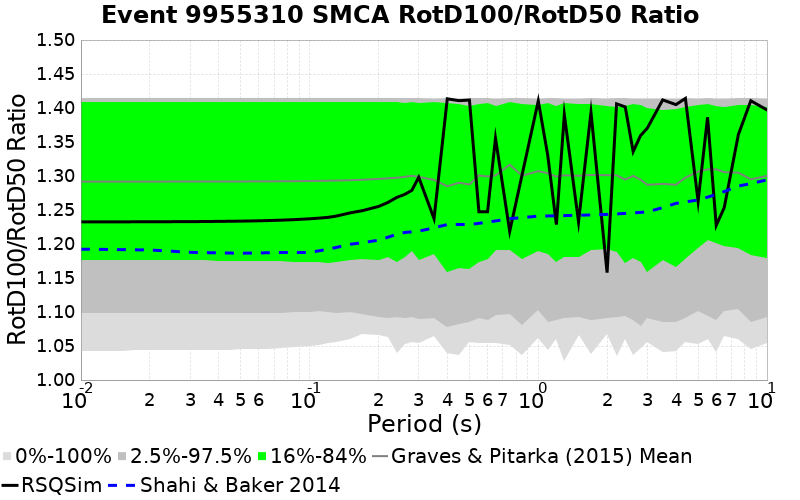 Event 9955310 SMCA RotD100/RotD50 Ratio
RotD100/RotD50 Ratio
1.50
1.45
1.40
1.35
1.30
1.25
1.20
1.15
1.10
1.05
1.00
10-2 2 3 4 5 6 10-1 2 3 4 5 6 7 100 2 3 4 5 6 7 101
Period (s)
0%-100% 2.5%-97.5% 16%-84% Graves & Pitarka (2015) Mean
RSQSim Shahi & Baker 2014